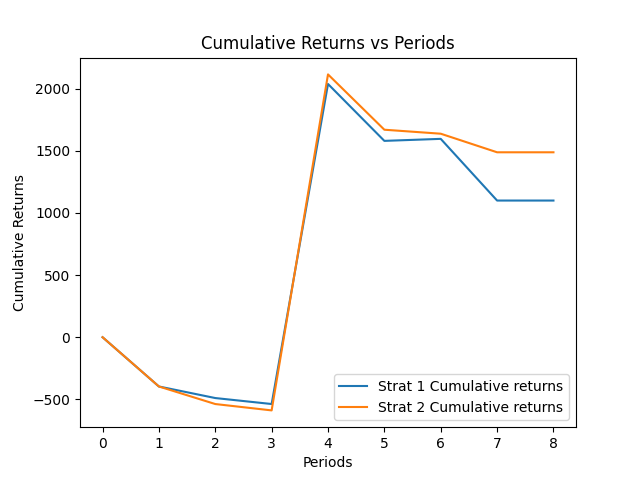 Cumulative Returns vs Periods
2000
1500
1000
500
0
−500
Cumulative Returns
0 1 2 3 4 5 6 7 8
Periods
Strat 1 Cumulative returns
Strat 2 Cumulative returns